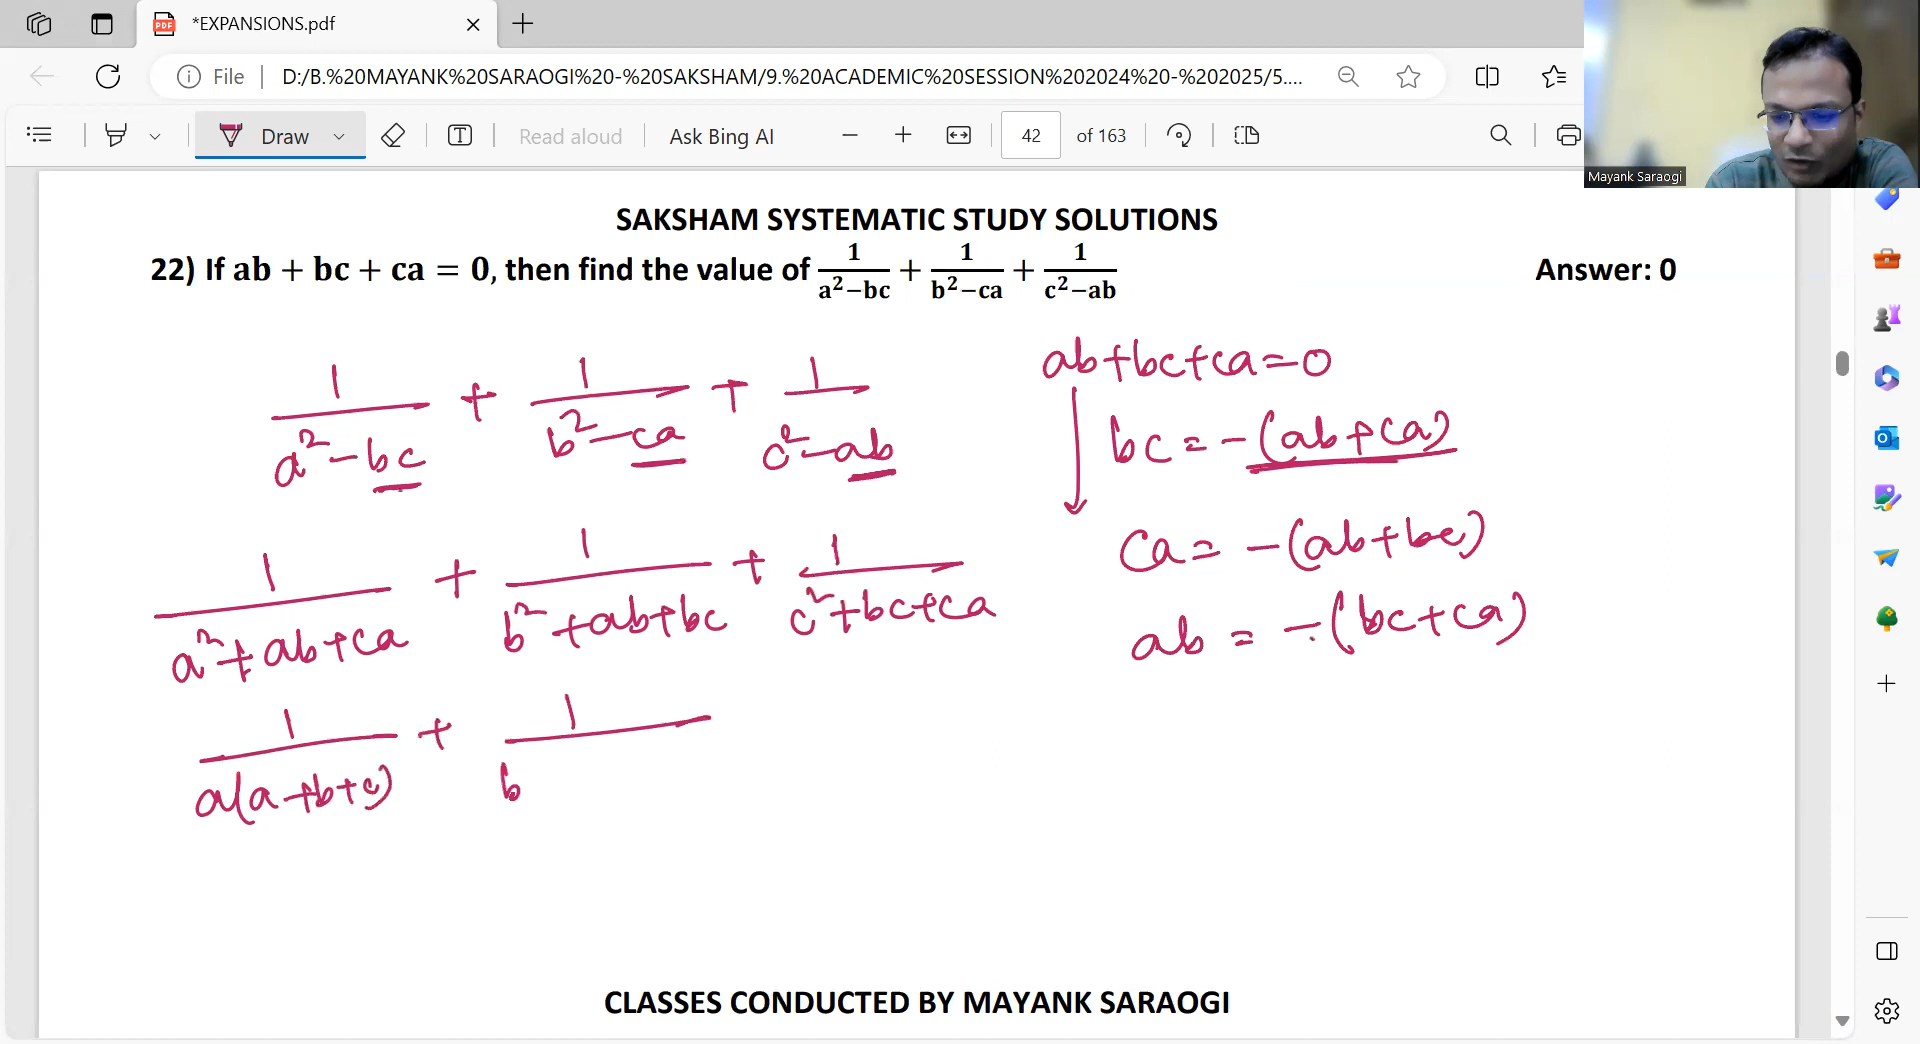 *EXPANSIONS.pdf
File | D:/B.%20MAYANK%20SARAOGI%20-%20SAKSHAM/9.%20ACADEMIC%20SESSION%202024%20-%202025/5....
Draw Read aloud Ask Bing AI 42 of 163
Mayank Saraogi
SAKSHAM SYSTEMATIC STUDY SOLUTIONS
22) If ab + bc + ca = 0, then find the value of 1/(a²−bc) + 1/(b²−ca) + 1/(c²−ab) Answer: 0
1/(a²−bc) + 1/(b²−ca) + 1/(c²−ab)
ab+bc+ca=0
bc = −(ab+ca)
ca = −(ab+bc)
ab = −(bc+ca)
1/(a²+ab+ca) + 1/(b²+ab+bc) + 1/(c²+bc+ca)
1/(a(a+b+c)) + 1/b
CLASSES CONDUCTED BY MAYANK SARAOGI